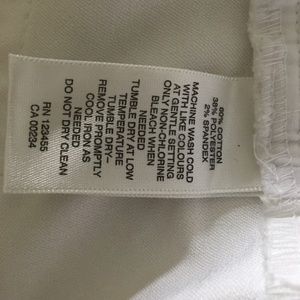 60% COTTON
38% POLYESTER
2% SPANDEX
MACHINE WASH COLD
WITH LIKE COLOURS
AT GENTLE SETTING
ONLY NON-CHLORINE
BLEACH WHEN
NEEDED
TUMBLE DRY AT LOW
TEMPERATURE
TUMBLE DRY-
REMOVE PROMPTLY
COOL IRON AS
NEEDED
DO NOT DRY CLEAN
RN 123455
CA 00234